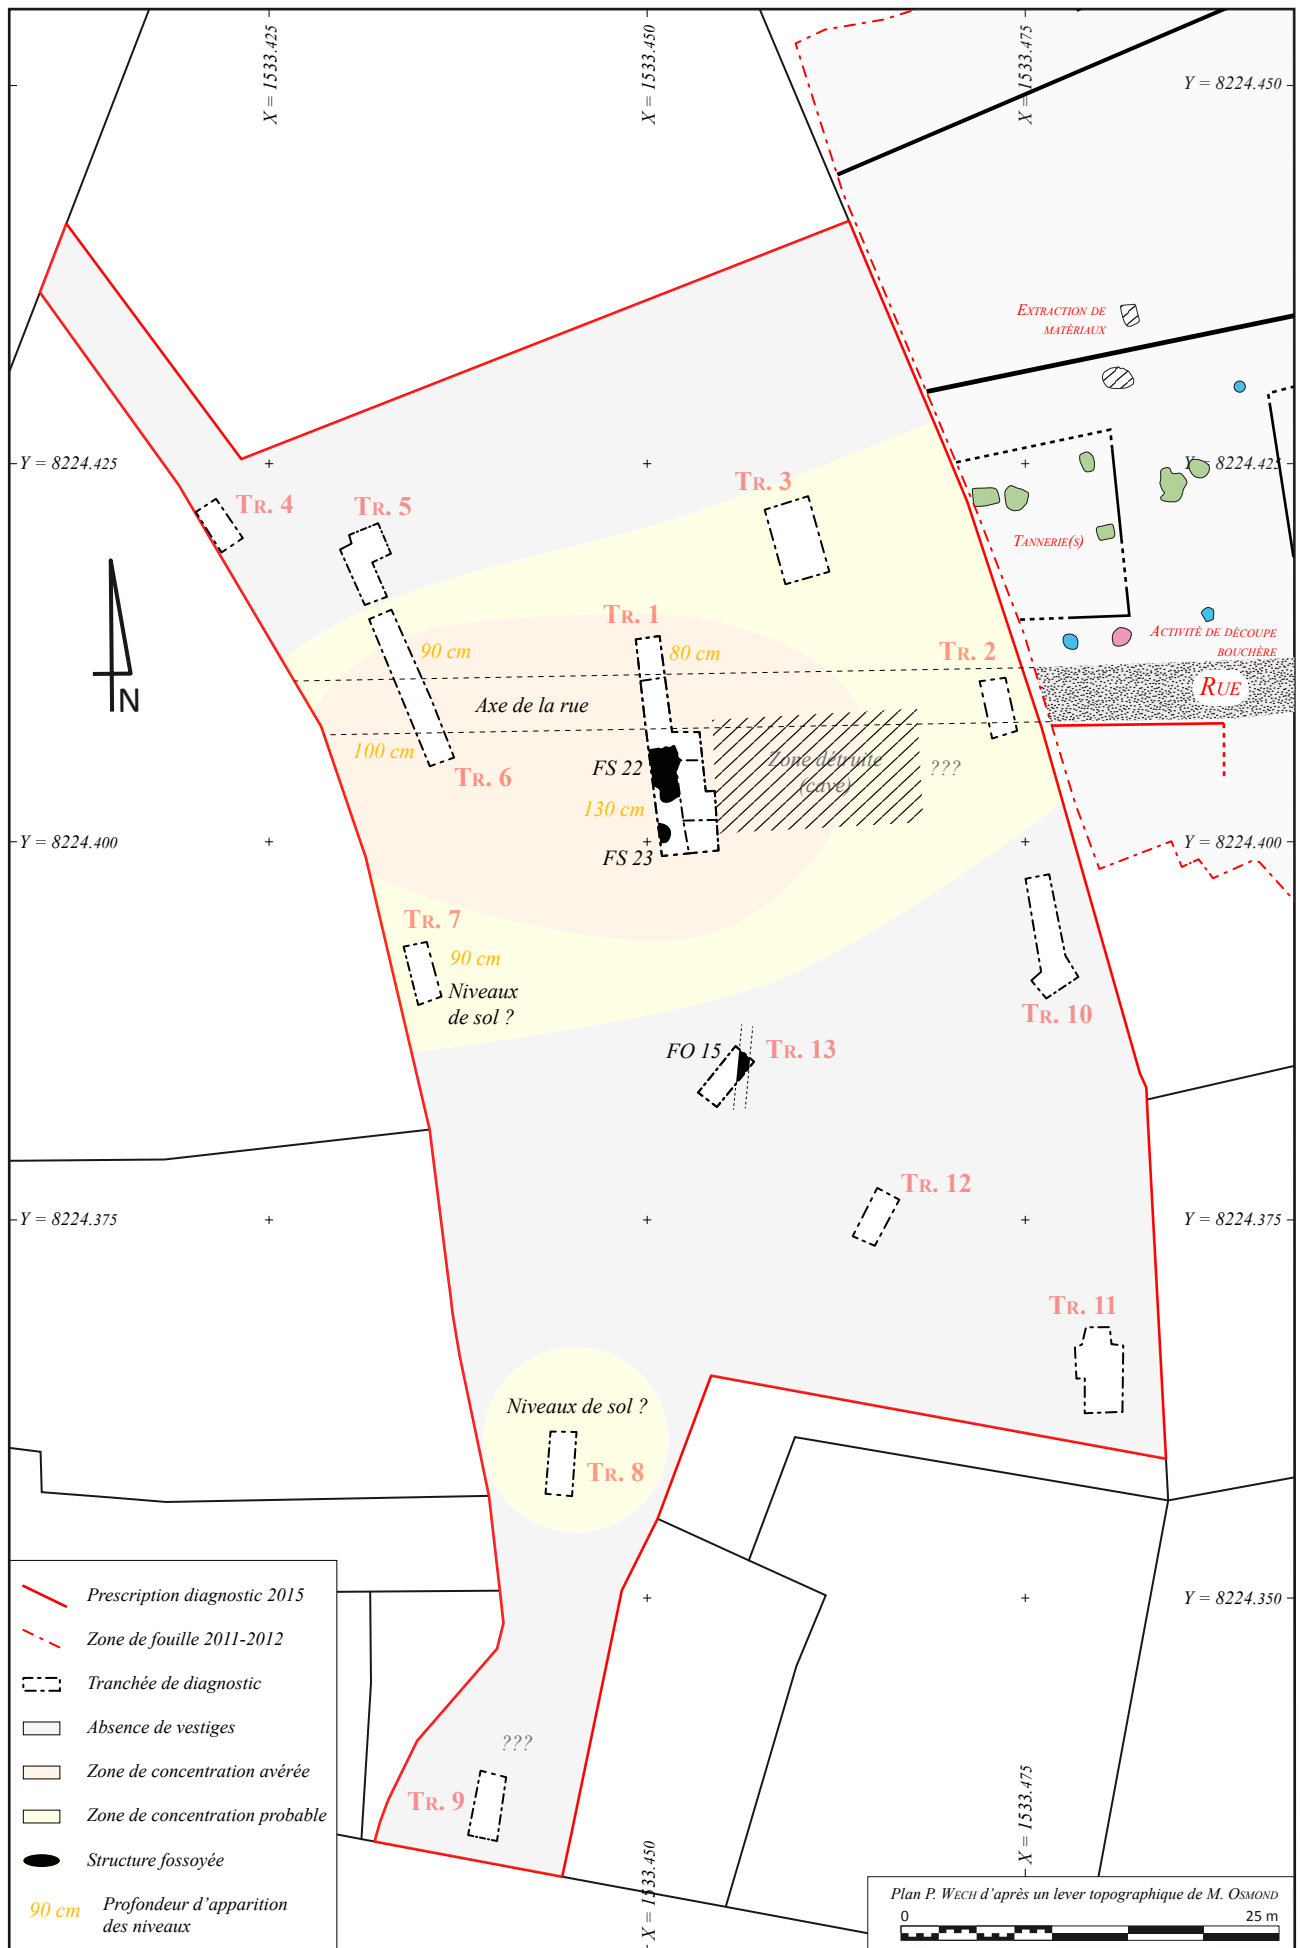 X = 1533.425
X = 1533.450
X = 1533.475
Y = 8224.450
Extraction de
matériaux
Y = 8224.425
Y = 8224.425
Tr. 3
Tr. 4
Tr. 5
Tannerie(s)
Tr. 1
Activité de découpe
bouchère
90 cm
80 cm
Tr. 2
Rue
N
Axe de la rue
100 cm
Tr. 6
FS 22
Zone détruite
(cave)
???
130 cm
Y = 8224.400
Y = 8224.400
FS 23
Tr. 7
90 cm
Niveaux
de sol ?
Tr. 10
FO 15
Tr. 13
Tr. 12
Y = 8224.375
Y = 8224.375
Tr. 11
Niveaux de sol ?
Tr. 8
Y = 8224.350
???
Tr. 9
X = 1533.450
X = 1533.475
Prescription diagnostic 2015
Zone de fouille 2011-2012
Tranchée de diagnostic
Absence de vestiges
Zone de concentration avérée
Zone de concentration probable
Structure fossoyée
90 cm
Profondeur d'apparition
des niveaux
Plan P. Wech d'après un lever topographique de M. Osmond
0
25 m